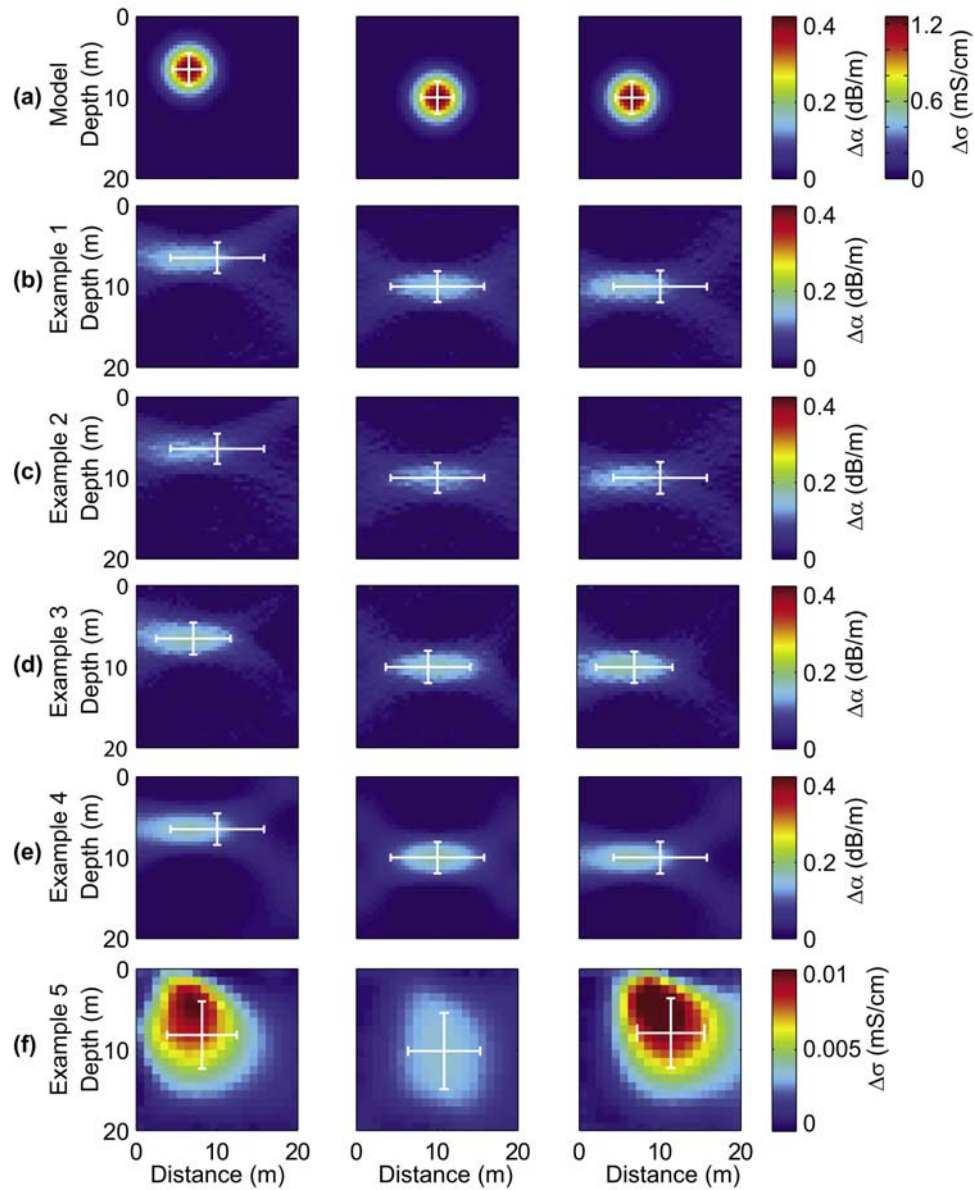 (a)
Model
Depth (m)
0
10
20
0.4
0.2
0
Δα (dB/m)
1.2
0.6
0
Δσ (mS/cm)
(b)
Example 1
Depth (m)
0
10
20
0.4
0.2
0
Δα (dB/m)
(c)
Example 2
Depth (m)
0
10
20
0.4
0.2
0
Δα (dB/m)
(d)
Example 3
Depth (m)
0
10
20
0.4
0.2
0
Δα (dB/m)
(e)
Example 4
Depth (m)
0
10
20
0.4
0.2
0
Δα (dB/m)
(f)
Example 5
Depth (m)
0
10
20
0.01
0.005
0
Δσ (mS/cm)
0 10 20 0 10 20 0 10 20
Distance (m) Distance (m) Distance (m)